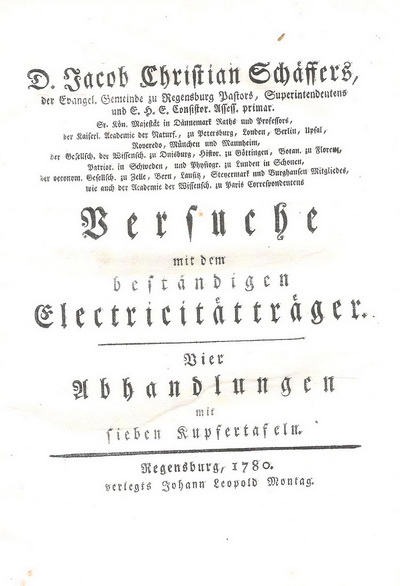 D. Jacob Christian Schäffers,
der Evangel. Gemeinde zu Regensburg Pastors, Superintendentens
und E. H. E. Consistor. Assess. primar.
Sr. Kön. Majestät in Dännemark Raths und Professors,
der Kaiserl. Academie der Naturf., zu Petersburg, London, Berlin, Upsal,
Roveredo, München und Mannheim,
der Gesellsch. der Wissensch. zu Duisburg, Histor. zu Göttingen, Botan. zu Florenz,
Patriot. in Schweden, und Physiogr. zu Lunden in Schonen,
der oeconom. Gesellsch. zu Zelle, Bern, Lausitz, Steyermark und Burghausen Mitgliedes,
wie auch der Academie der Wissensch. zu Paris Correspondentens
Versuche
mit dem
beständigen
Electricitätträger.
Vier
Abhandlungen
mit
sieben Kupfertafeln.
Regensburg, 1780.
verlegts Johann Leopold Montag.